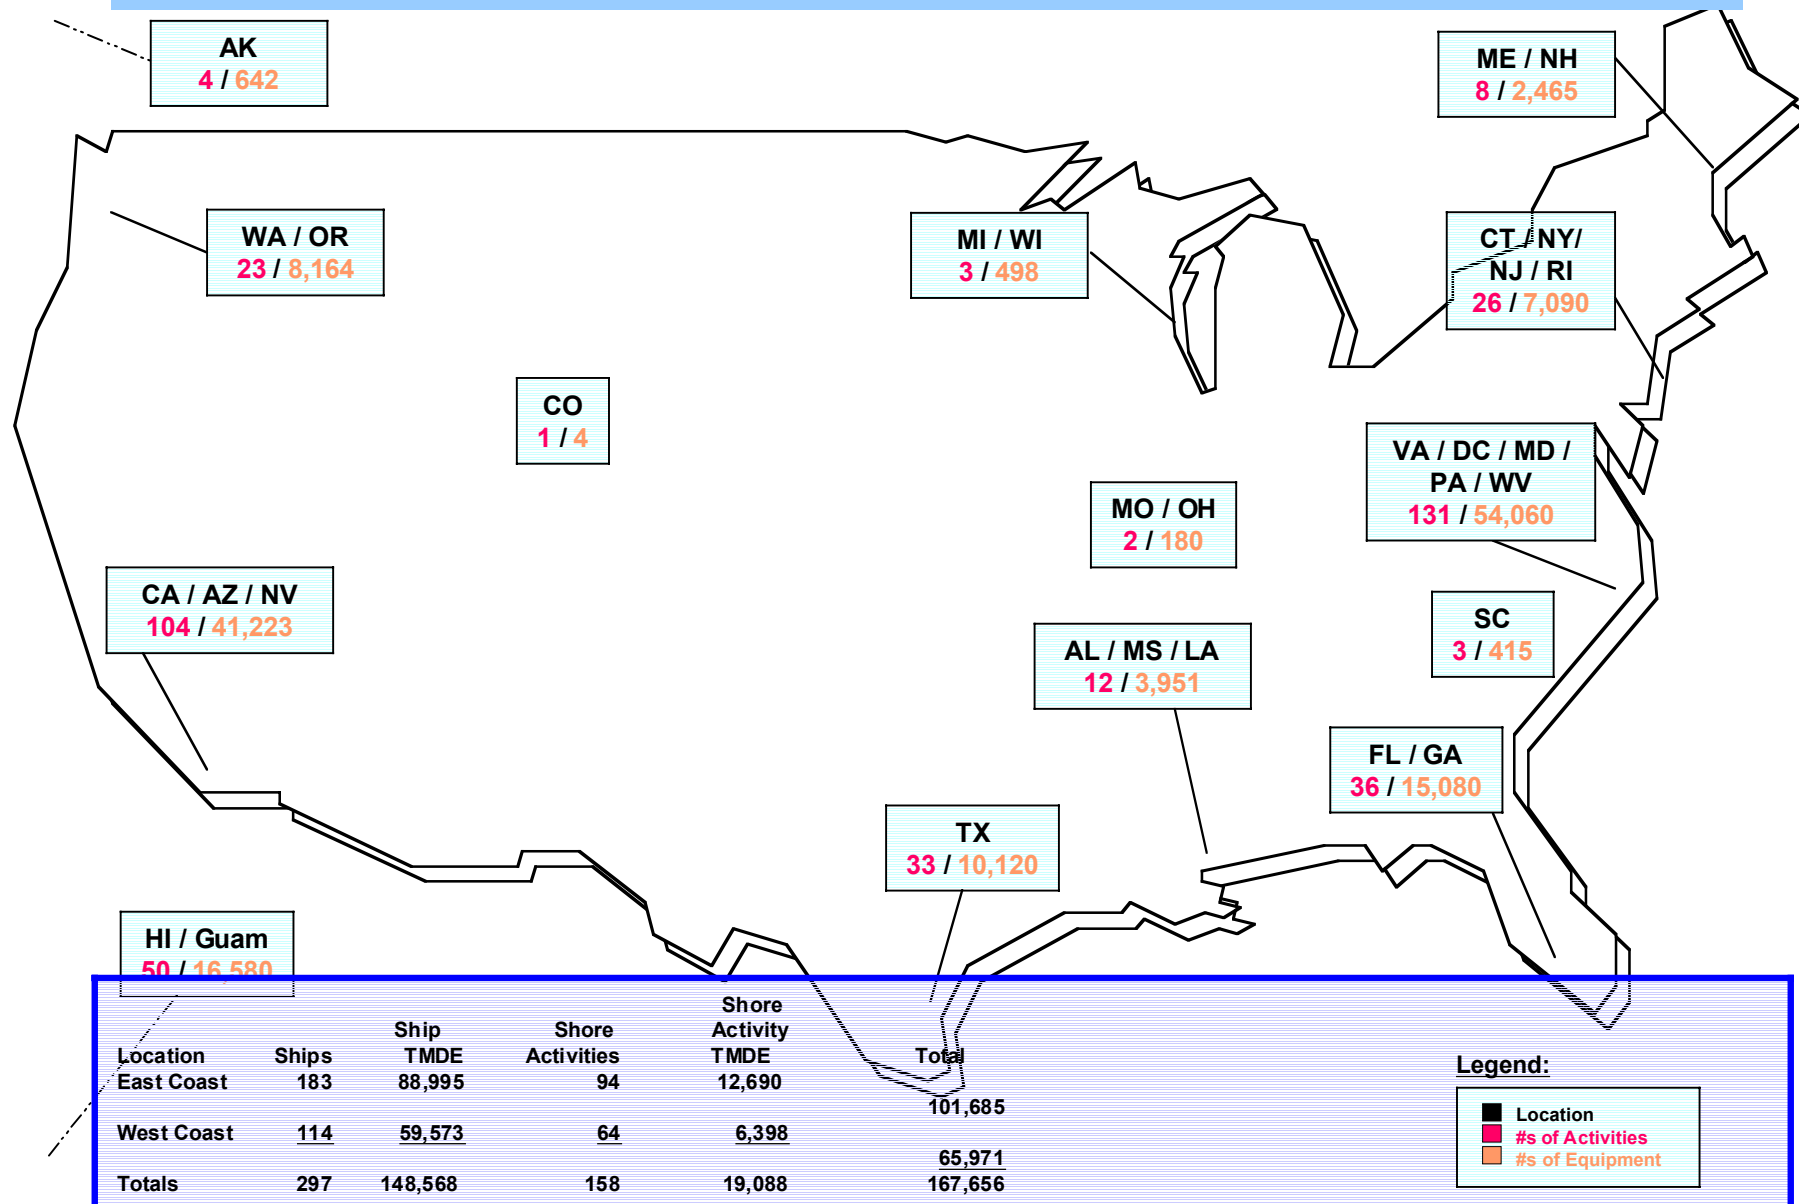 AK
4 / 642
ME / NH
8 / 2,465
WA / OR
23 / 8,164
MI / WI
3 / 498
CT / NY/
NJ / RI
26 / 7,090
CO
1 / 4
VA / DC / MD /
PA / WV
131 / 54,060
MO / OH
2 / 180
CA / AZ / NV
104 / 41,223
SC
3 / 415
AL / MS / LA
12 / 3,951
FL / GA
36 / 15,080
TX
33 / 10,120
HI / Guam
50 / 16,580
Shore
Ship Shore Activity
Location Ships TMDE Activities TMDE Total
East Coast 183 88,995 94 12,690
101,685
West Coast 114 59,573 64 6,398
65,971
Totals 297 148,568 158 19,088 167,656
Legend:
Location
#s of Activities
#s of Equipment